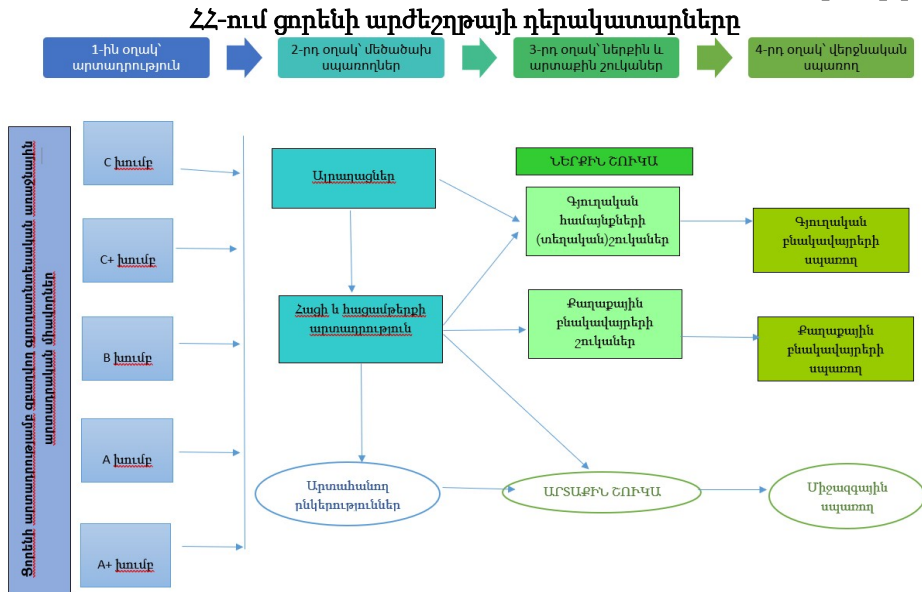 ՀՀ-ում ցորենի արժեշղթայի դերակատարները
1-ին օղակ՝
արտադրություն
2-րդ օղակ՝ մեծածախ
սպառողներ
3-րդ օղակ՝ ներքին և
արտաքին շուկաներ
4-րդ օղակ՝ վերջնական
սպառող
Ցորենի արտադրությամբ զբաղվող գյուղատնտեսական առաջնային
արտադրական միավորներ
C խումբ
C+ խումբ
B խումբ
A խումբ
A+ խումբ
Ալրաղացներ
Հացի և հացամթերքի
արտադրություն
Արտահանող
ընկերություններ
ՆԵՐՔԻՆ ՇՈՒԿԱ
Գյուղական
համայնքների
(տեղական)շուկաներ
Քաղաքային
բնակավայրերի
շուկաներ
ԱՐՏԱՔԻՆ ՇՈՒԿԱ
Գյուղական
բնակավայրերի
սպառող
Քաղաքային
բնակավայրերի
սպառող
Միջազգային
սպառող